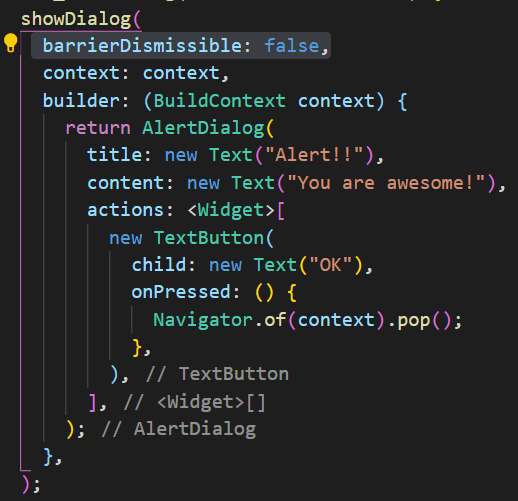 showDialog(
barrierDismissible: false,
context: context,
builder: (BuildContext context) {
return AlertDialog(
title: new Text("Alert!!"),
content: new Text("You are awesome!"),
actions: <Widget>[
new TextButton(
child: new Text("OK"),
onPressed: () {
Navigator.of(context).pop();
},
), // TextButton
], // <Widget>[]
); // AlertDialog
},
);